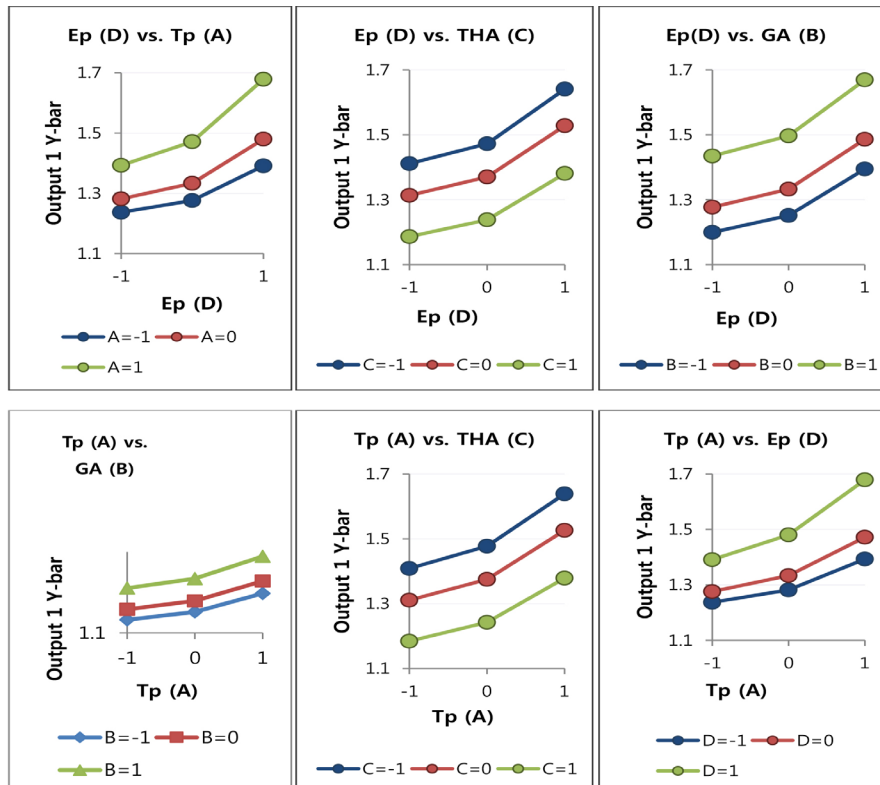 Ep (D) vs. Tp (A)
Output 1 Y-bar
1.7
1.5
1.3
1.1
-1 0 1
Ep (D)
A=-1 A=0
A=1
Ep (D) vs. THA (C)
Output 1 Y-bar
1.7
1.5
1.3
1.1
-1 0 1
Ep (D)
C=-1 C=0 C=1
Ep(D) vs. GA (B)
Output 1 Y-bar
1.7
1.5
1.3
1.1
-1 0 1
Ep (D)
B=-1 B=0 B=1
Tp (A) vs.
GA (B)
Output 1 Y-bar
1.1
-1 0 1
Tp (A)
B=-1 B=0
B=1
Tp (A) vs. THA (C)
Output 1 Y-bar
1.7
1.5
1.3
1.1
-1 0 1
Tp (A)
C=-1 C=0 C=1
Tp (A) vs. Ep (D)
Output 1 Y-bar
1.7
1.5
1.3
1.1
-1 0 1
Tp (A)
D=-1 D=0
D=1